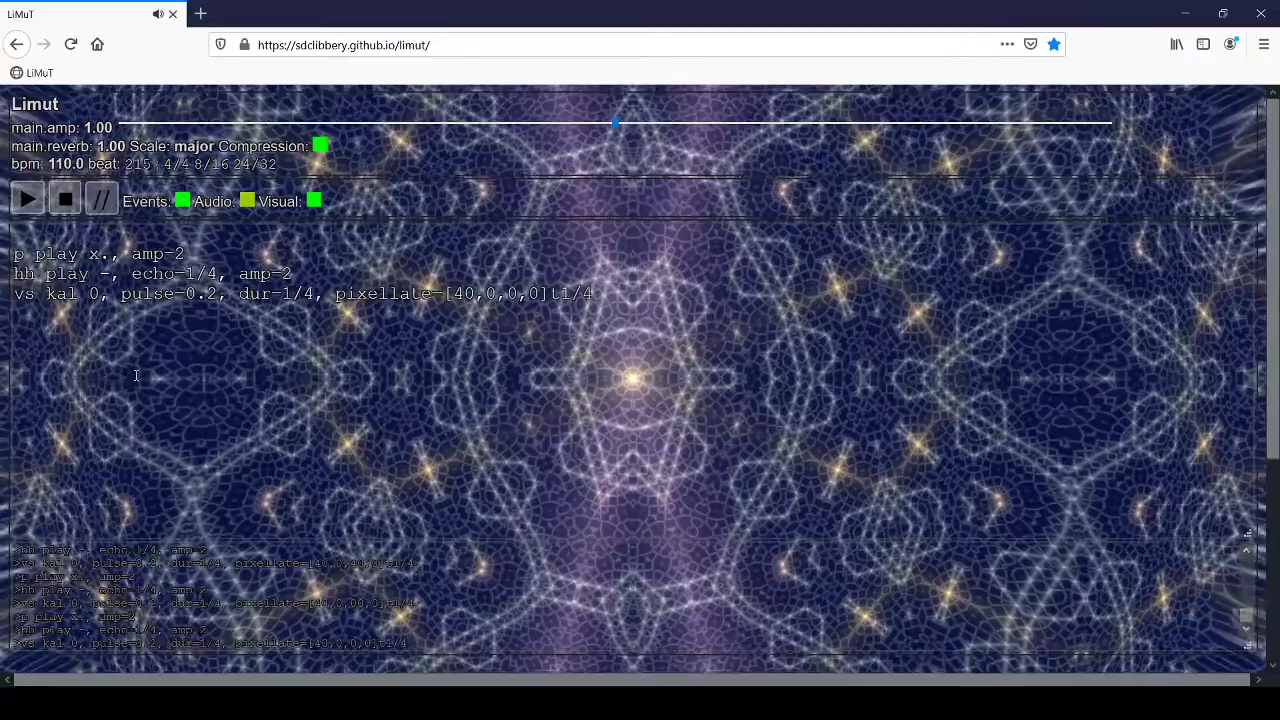 LiMuT
https://sdclibbery.github.io/limut/
LiMuT
Limut
main.amp: 1.00
main.reverb: 1.00 Scale: major Compression:
bpm: 110.0 beat: 215 : 4/4 8/16 24/32
Events: Audio: Visual:
p play x., amp=2
hh play -, echo=1/4, amp=2
vs kal 0, pulse=0.2, dur=1/4, pixellate=[40,0,0,0]t1/4
>hh play -, echo=1/4, amp=2
>vs kal 0, pulse=0.2, dur=1/4, pixellate=[40,0,40,0]t1/4
>p play x., amp=2
>hh play -, echo=1/4, amp=2
>vs kal 0, pulse=0.2, dur=1/4, pixellate=[40,0,00,0]t1/4
>p play x., amp=2
>hh play -, echo=1/4, amp=2
>vs kal 0, pulse=0.2, dur=1/4, pixellate=[40,0,0,0]t1/4